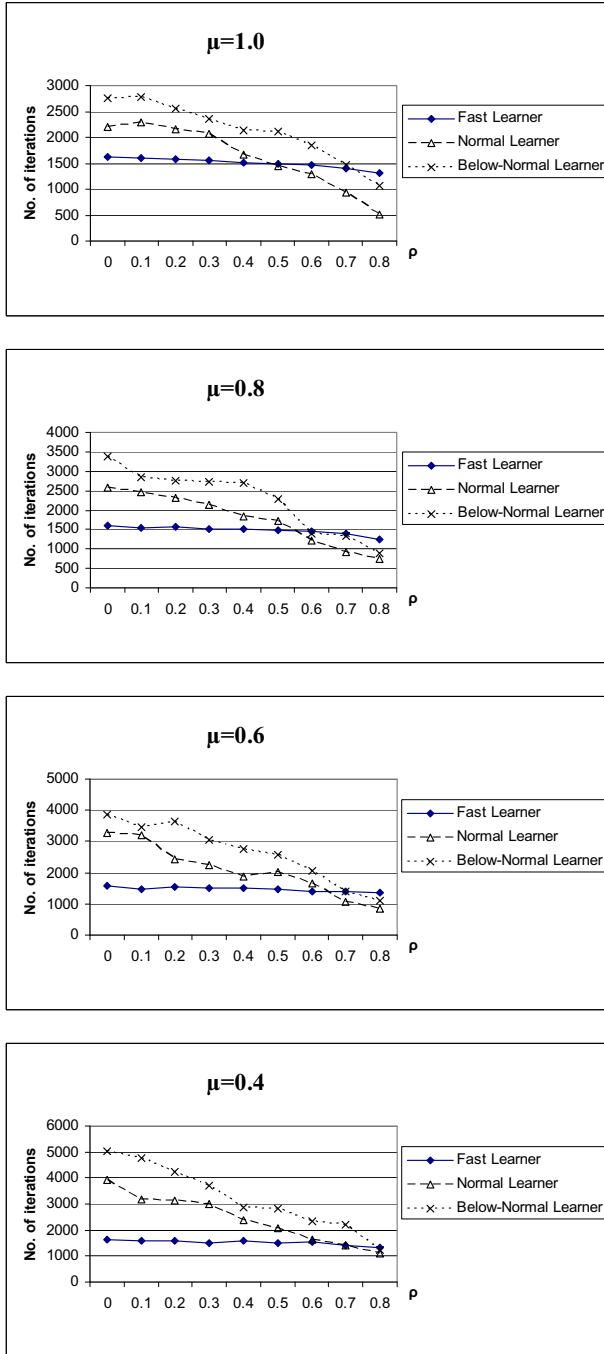 μ=1.0
3000
2500
2000
1500
1000
500
0
No. of iterations
0 0.1 0.2 0.3 0.4 0.5 0.6 0.7 0.8
ρ
Fast Learner
Normal Learner
Below-Normal Learner
μ=0.8
4000
3500
3000
2500
2000
1500
1000
500
0
No. of iterations
0 0.1 0.2 0.3 0.4 0.5 0.6 0.7 0.8
ρ
Fast Learner
Normal Learner
Below-Normal Learner
μ=0.6
5000
4000
3000
2000
1000
0
No. of iterations
0 0.1 0.2 0.3 0.4 0.5 0.6 0.7 0.8
ρ
Fast Learner
Normal Learner
Below-Normal Learner
μ=0.4
6000
5000
4000
3000
2000
1000
0
No. of iterations
0 0.1 0.2 0.3 0.4 0.5 0.6 0.7 0.8
ρ
Fast Learner
Normal Learner
Below-Normal Learner